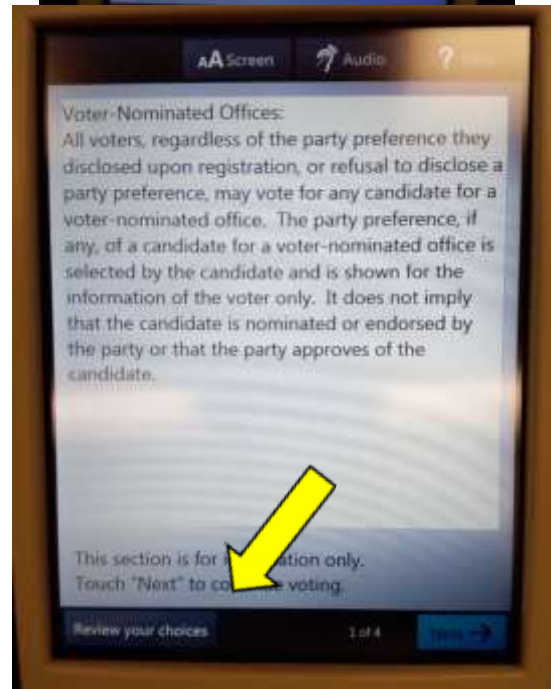 AA Screen Audio ?
Voter-Nominated Offices:
All voters, regardless of the party preference they
disclosed upon registration, or refusal to disclose a
party preference, may vote for any candidate for a
voter-nominated office. The party preference, if
any, of a candidate for a voter-nominated office is
selected by the candidate and is shown for the
information of the voter only. It does not imply
that the candidate is nominated or endorsed by
the party or that the party approves of the
candidate.
This section is for ation only.
Touch "Next" to co voting.
Review your choices 1 of 4 Next